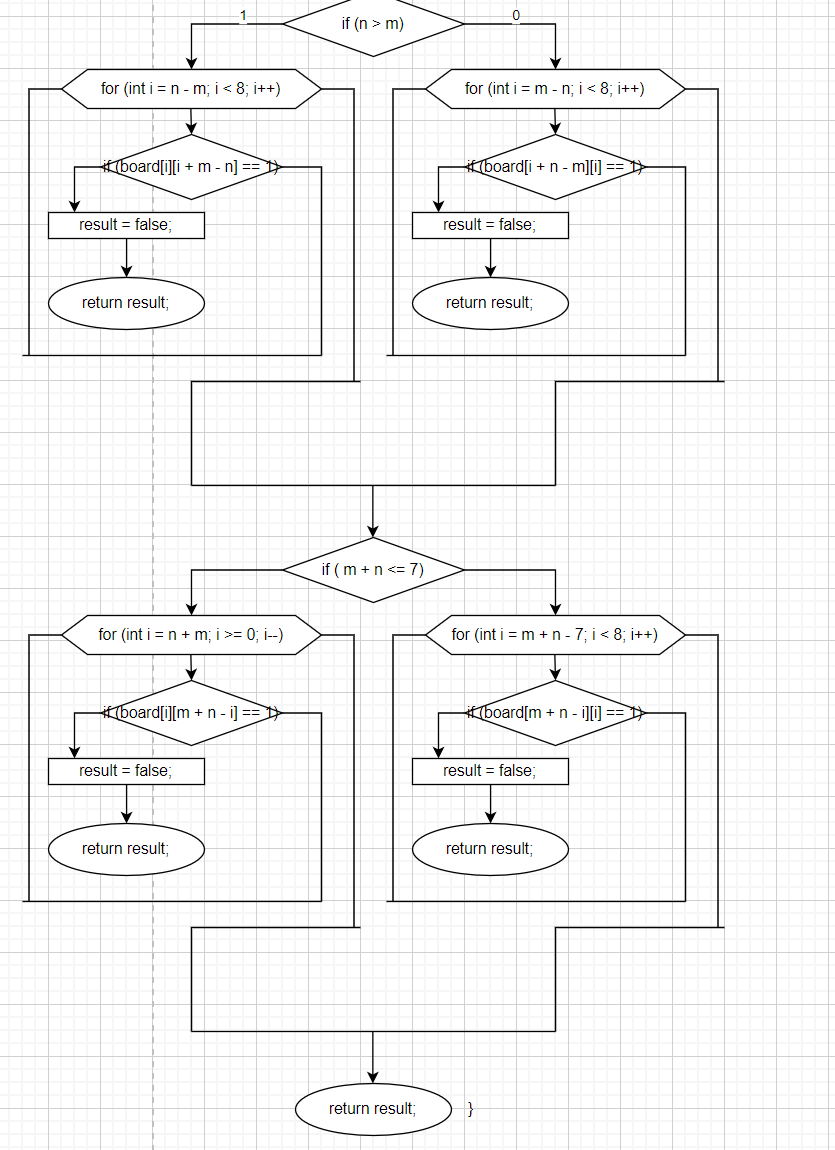 1
if (n > m)
0
for (int i = n - m; i < 8; i++)
for (int i = m - n; i < 8; i++)
if (board[i][i + m - n] == 1)
if (board[i + n - m][i] == 1)
result = false;
result = false;
return result;
return result;
if ( m + n <= 7)
for (int i = n + m; i >= 0; i--)
for (int i = m + n - 7; i < 8; i++)
if (board[i][m + n - i] == 1)
if (board[m + n - i][i] == 1)
result = false;
result = false;
return result;
return result;
return result;
}